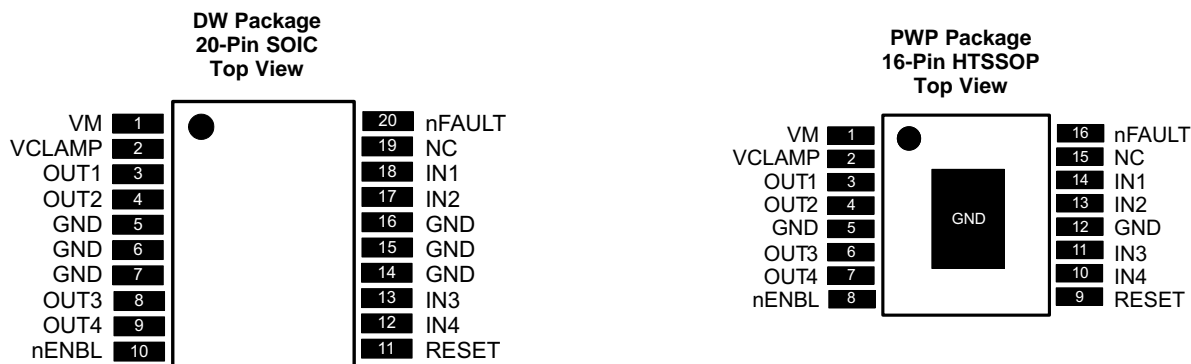 DW Package
20-Pin SOIC
Top View
VM 1
VCLAMP 2
OUT1 3
OUT2 4
GND 5
GND 6
GND 7
OUT3 8
OUT4 9
nENBL 10
20 nFAULT
19 NC
18 IN1
17 IN2
16 GND
15 GND
14 GND
13 IN3
12 IN4
11 RESET
PWP Package
16-Pin HTSSOP
Top View
VM 1
VCLAMP 2
OUT1 3
OUT2 4
GND 5
OUT3 6
OUT4 7
nENBL 8
GND
16 nFAULT
15 NC
14 IN1
13 IN2
12 GND
11 IN3
10 IN4
9 RESET